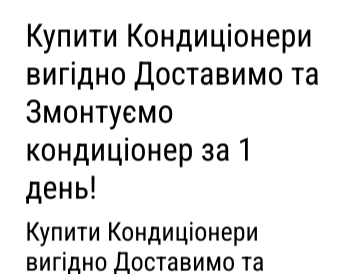 Купити Кондиціонери
вигідно Доставимо та
Змонтуємо
кондиціонер за 1
день!
Купити Кондиціонери
вигідно Доставимо та